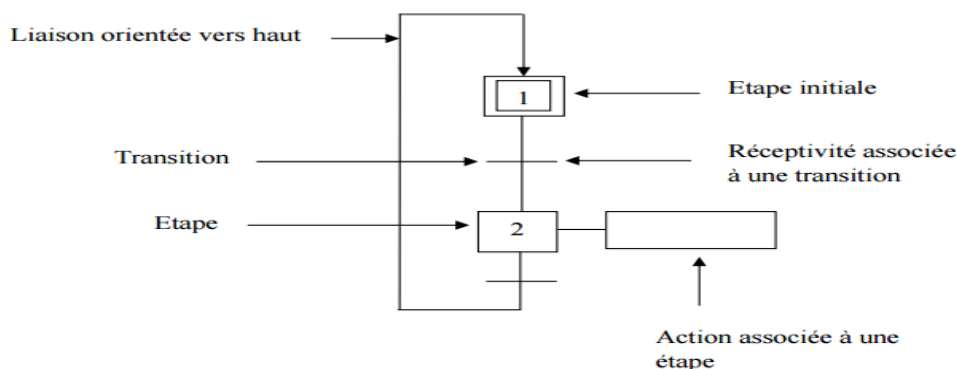 Liaison orientée vers haut
1
Etape initiale
Transition
Réceptivité associée
à une transition
Etape
2
Action associée à une
étape